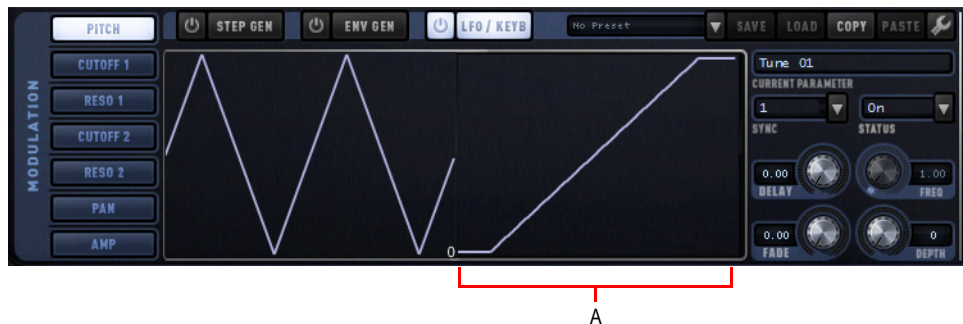 PITCH
STEP GEN
ENV GEN
LFO / KEYB
No Preset
SAVE
LOAD
COPY
PASTE
MODULATION
CUTOFF 1
RESO 1
CUTOFF 2
RESO 2
PAN
AMP
0
Tune 01
CURRENT PARAMETER
1
On
SYNC
STATUS
0.00
1.00
DELAY
FREQ
0.00
0
FADE
DEPTH
A